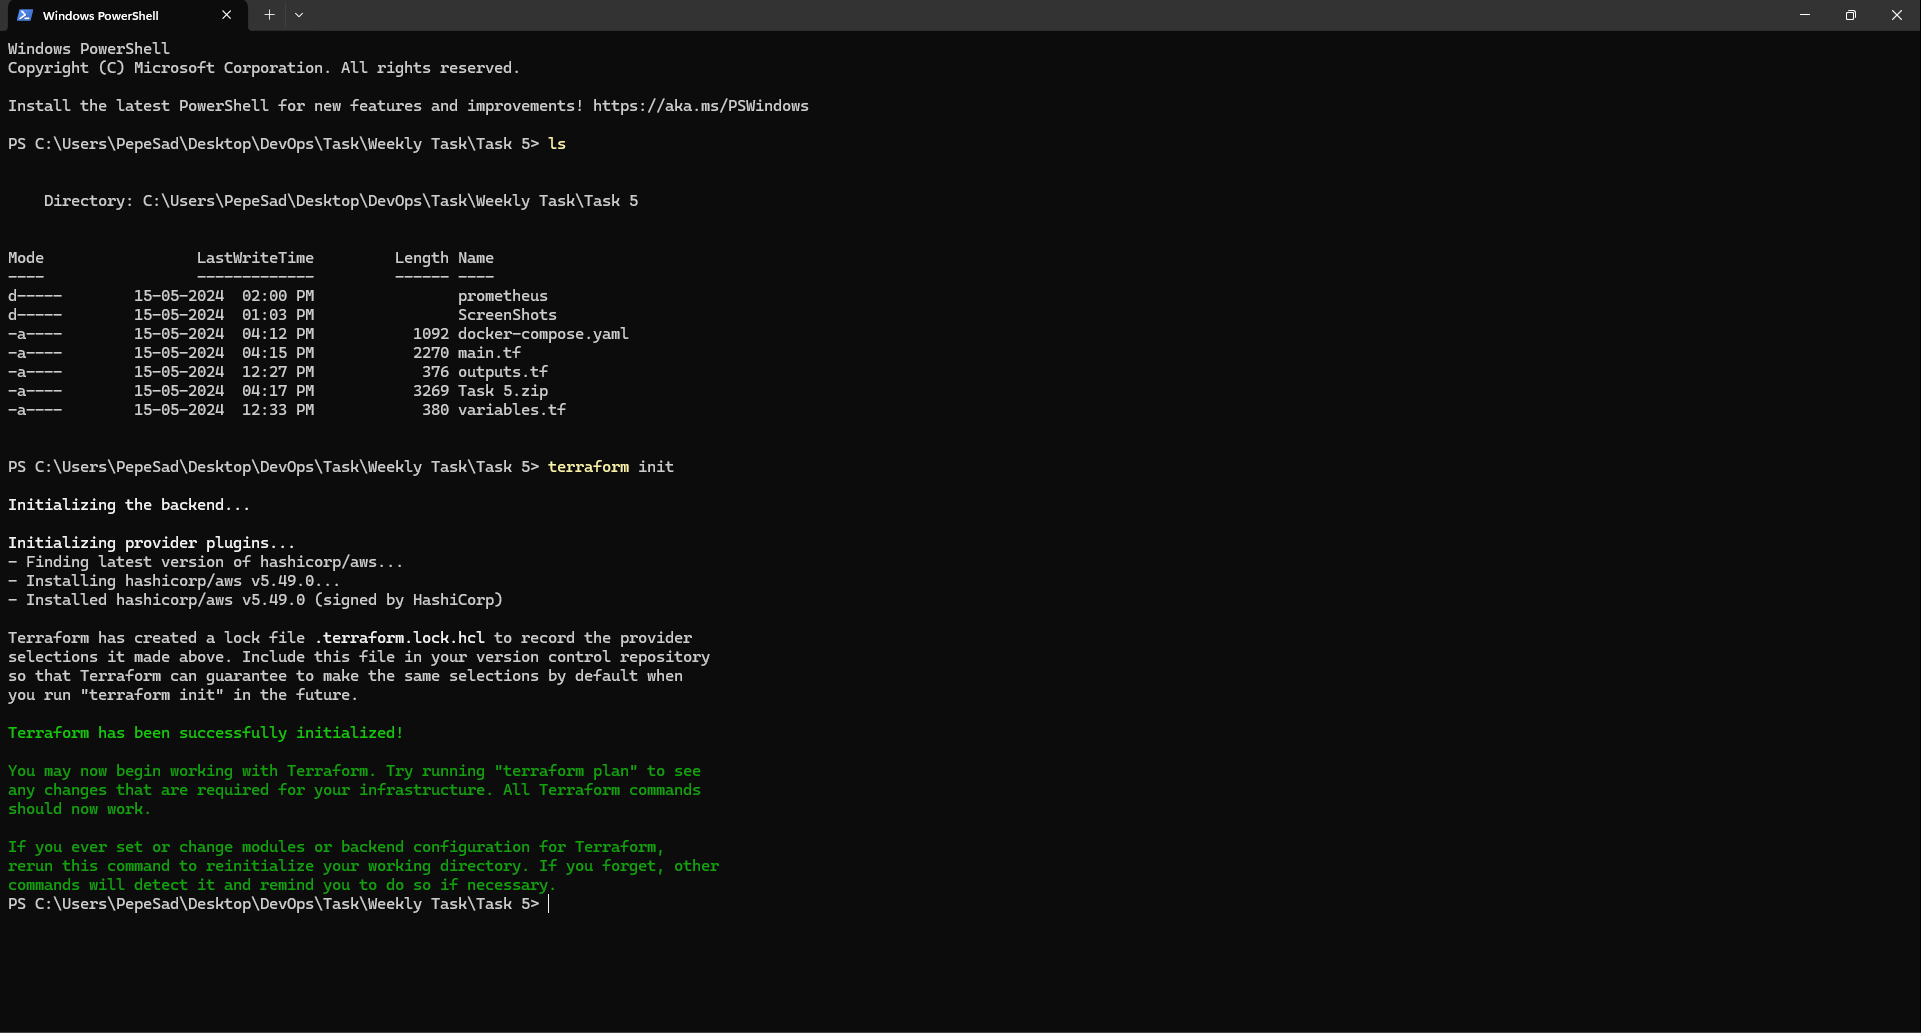 Windows PowerShell
Windows PowerShell
Copyright (C) Microsoft Corporation. All rights reserved.
Install the latest PowerShell for new features and improvements! https://aka.ms/PSWindows
PS C:\Users\PepeSad\Desktop\DevOps\Task\Weekly Task\Task 5> ls
Directory: C:\Users\PepeSad\Desktop\DevOps\Task\Weekly Task\Task 5
Mode                 LastWriteTime         Length Name
----                 -------------         ------ ----
d-----        15-05-2024  02:00 PM                prometheus
d-----        15-05-2024  01:03 PM                ScreenShots
-a----        15-05-2024  04:12 PM           1092 docker-compose.yaml
-a----        15-05-2024  04:15 PM           2270 main.tf
-a----        15-05-2024  12:27 PM            376 outputs.tf
-a----        15-05-2024  04:17 PM           3269 Task 5.zip
-a----        15-05-2024  12:33 PM            380 variables.tf
PS C:\Users\PepeSad\Desktop\DevOps\Task\Weekly Task\Task 5> terraform init
Initializing the backend...
Initializing provider plugins...
- Finding latest version of hashicorp/aws...
- Installing hashicorp/aws v5.49.0...
- Installed hashicorp/aws v5.49.0 (signed by HashiCorp)
Terraform has created a lock file .terraform.lock.hcl to record the provider
selections it made above. Include this file in your version control repository
so that Terraform can guarantee to make the same selections by default when
you run "terraform init" in the future.
Terraform has been successfully initialized!
You may now begin working with Terraform. Try running "terraform plan" to see
any changes that are required for your infrastructure. All Terraform commands
should now work.
If you ever set or change modules or backend configuration for Terraform,
rerun this command to reinitialize your working directory. If you forget, other
commands will detect it and remind you to do so if necessary.
PS C:\Users\PepeSad\Desktop\DevOps\Task\Weekly Task\Task 5>